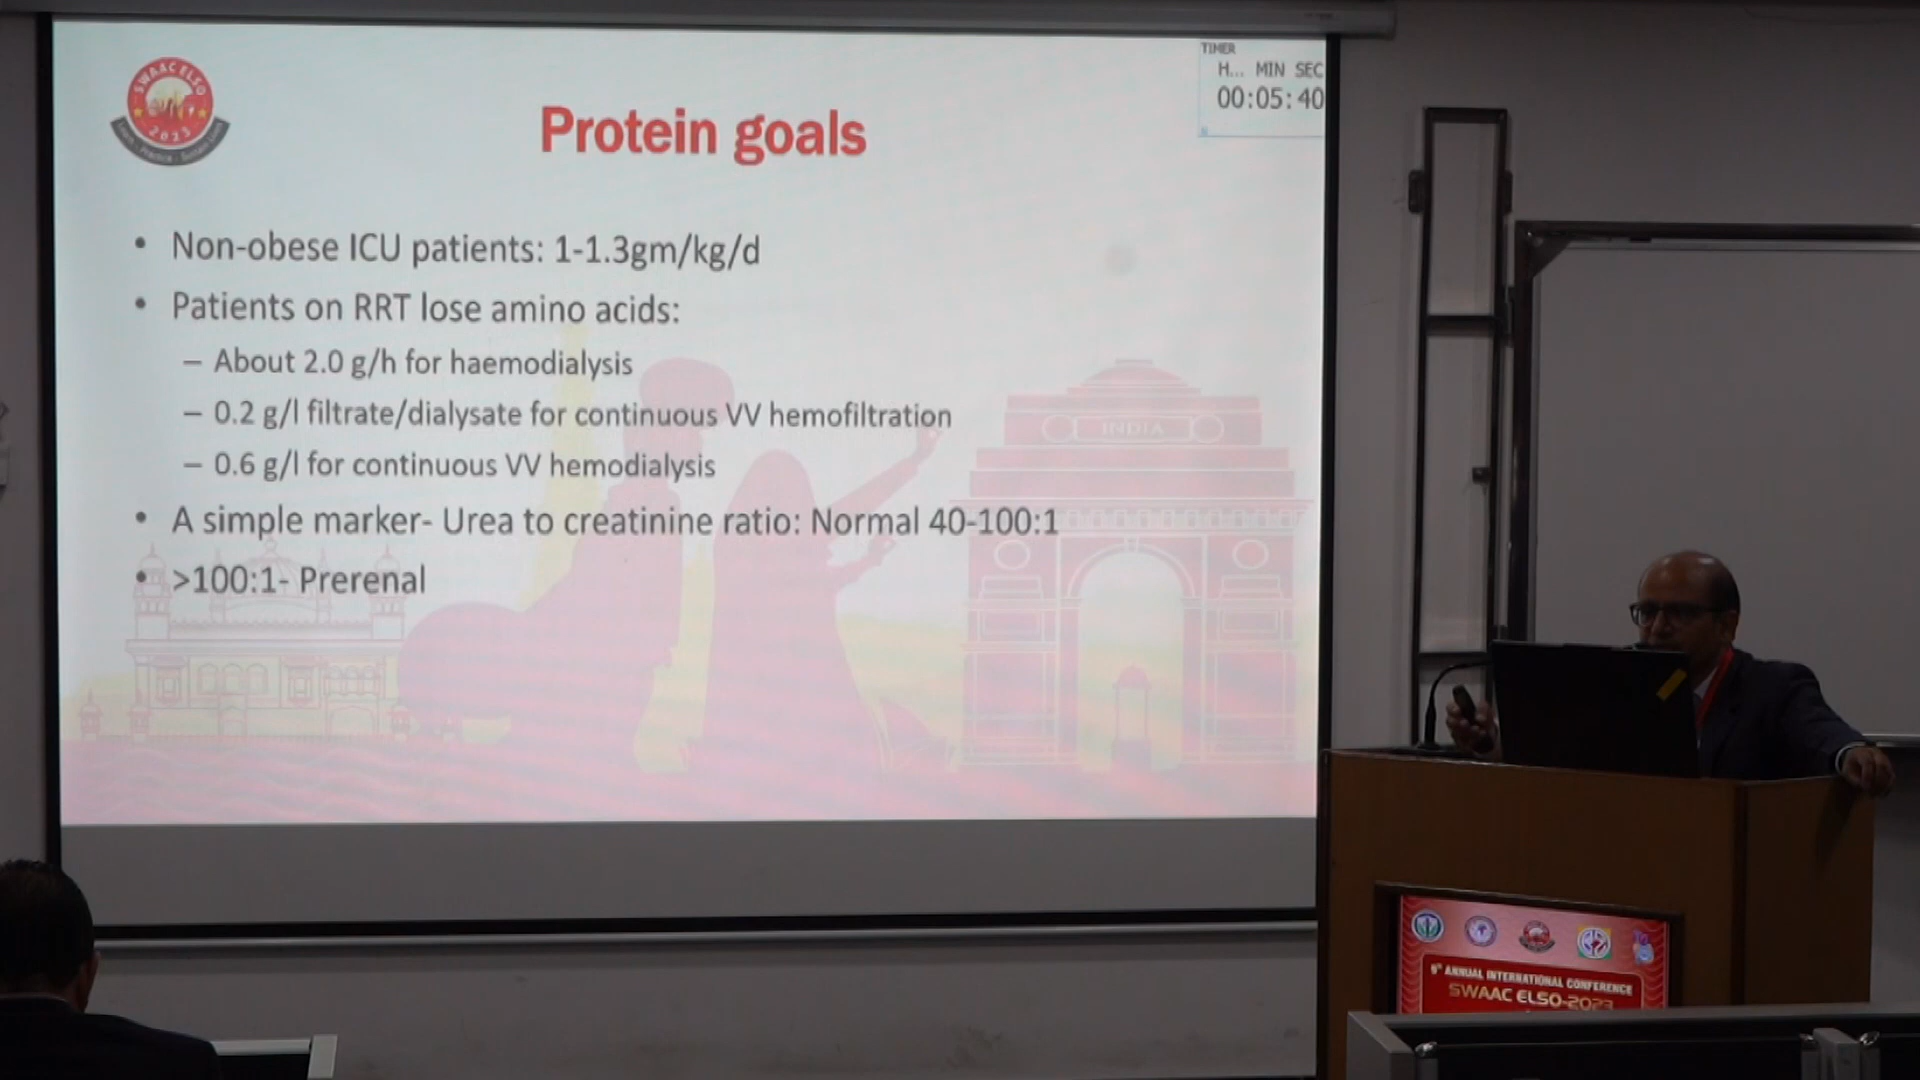 SWAAC ELSO
2023
TIMER
H... MIN SEC
00:05:40
Protein goals
• Non-obese ICU patients: 1-1.3gm/kg/d
• Patients on RRT lose amino acids:
– About 2.0 g/h for haemodialysis
– 0.2 g/l filtrate/dialysate for continuous VV hemofiltration
– 0.6 g/l for continuous VV hemodialysis
• A simple marker- Urea to creatinine ratio: Normal 40-100:1
• >100:1- Prerenal
INDIA
ANNUAL INTERNATIONAL CONFERENCE
SWAAC ELSO-2023